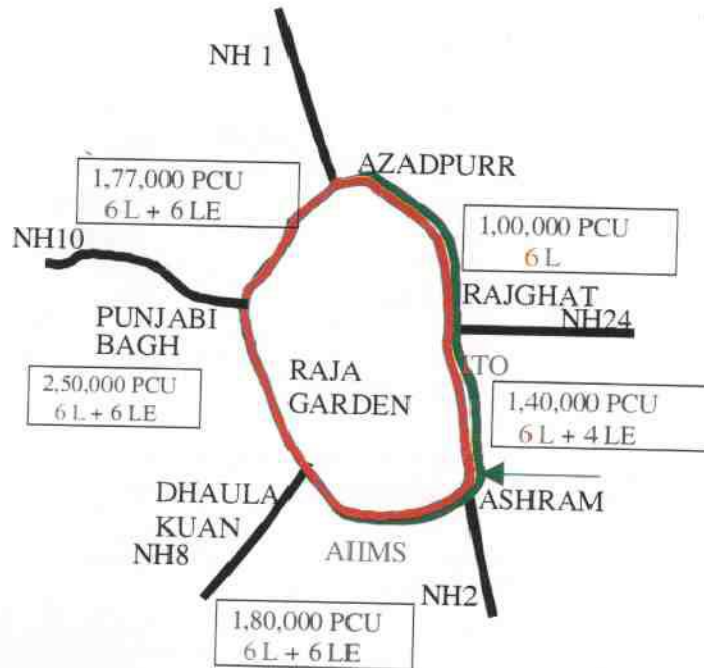 NH 1
AZADPURR
1,77,000 PCU
6 L + 6 LE
1,00,000 PCU
6 L
NH10
RAJGHAT
NH24
PUNJABI
BAGH
ITO
2,50,000 PCU
6 L + 6 LE
RAJA
GARDEN
1,40,000 PCU
6 L + 4 LE
DHAULA
KUAN
NH8
ASHRAM
AIIMS
NH2
1,80,000 PCU
6 L + 6 LE